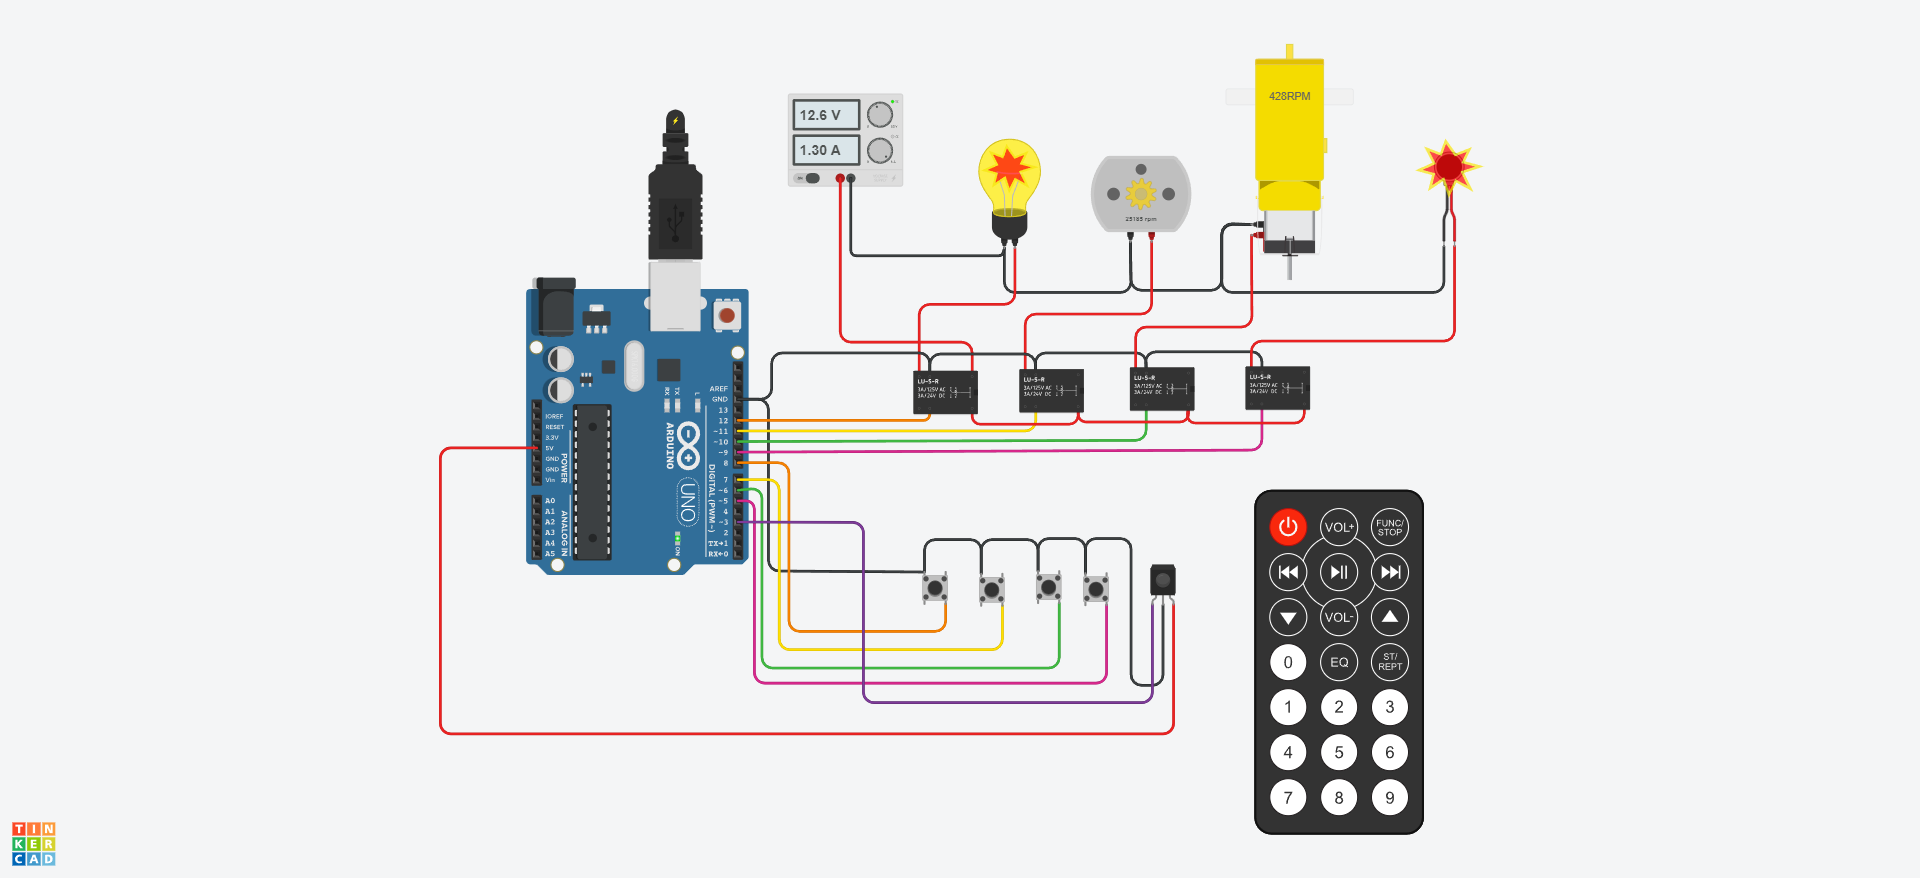 428RPM
12.6 V
1.30 A
23183 rpm
LU-5-R
3A/125V AC
3A/24V DC
LU-5-R
3A/125V AC
3A/24V DC
LU-5-R
3A/125V AC
3A/24V DC
LU-5-R
3A/125V AC
3A/24V DC
AREF
GND
13
12
~11
~10
~9
8
7
~6
~5
4
~3
2
TX→1
RX←0
DIGITAL (PWM~)
RX
TX
L
ARDUINO
UNO
ON
IOREF
RESET
3.3V
5V
GND
GND
Vin
POWER
A0
A1
A2
A3
A4
A5
ANALOG IN
VOL+
FUNC/
STOP
VOL-
0
EQ
ST/
REPT
1 2 3
4 5 6
7 8 9
TIN
KER
CAD